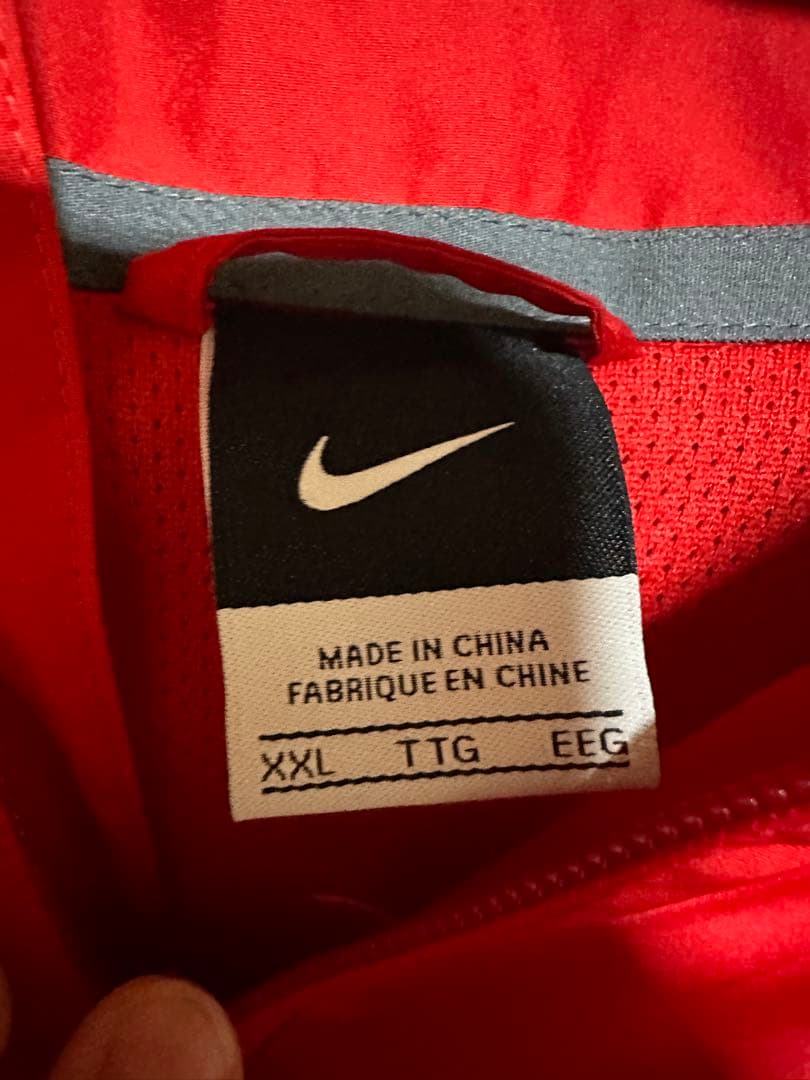 MADE IN CHINA
FABRIQUE EN CHINE
XXL TTG EEG